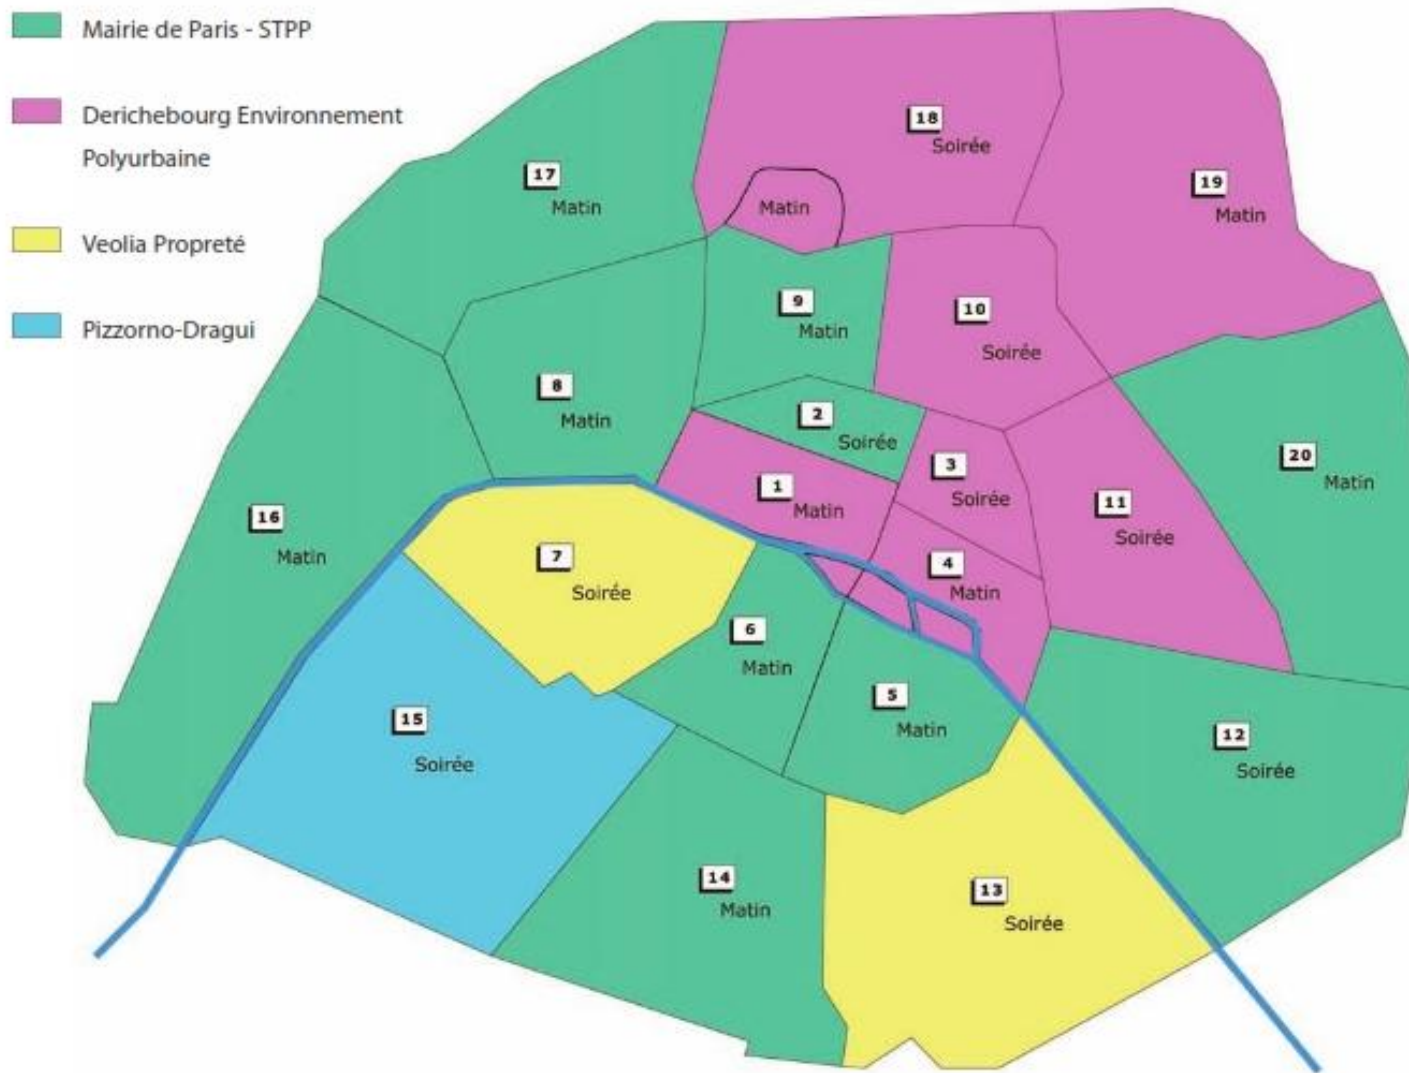 Mairie de Paris - STPP
Derichebourg Environnement
Polyurbaine
Veolia Propreté
Pizzorno-Dragui
18
Soirée
17
Matin
19
Matin
Matin
9
Matin
10
Soirée
8
Matin
2
Soirée
20
Matin
3
Soirée
1
Matin
11
Soirée
16
Matin
7
Soirée
4
Matin
6
Matin
5
Matin
15
Soirée
12
Soirée
14
Matin
13
Soirée